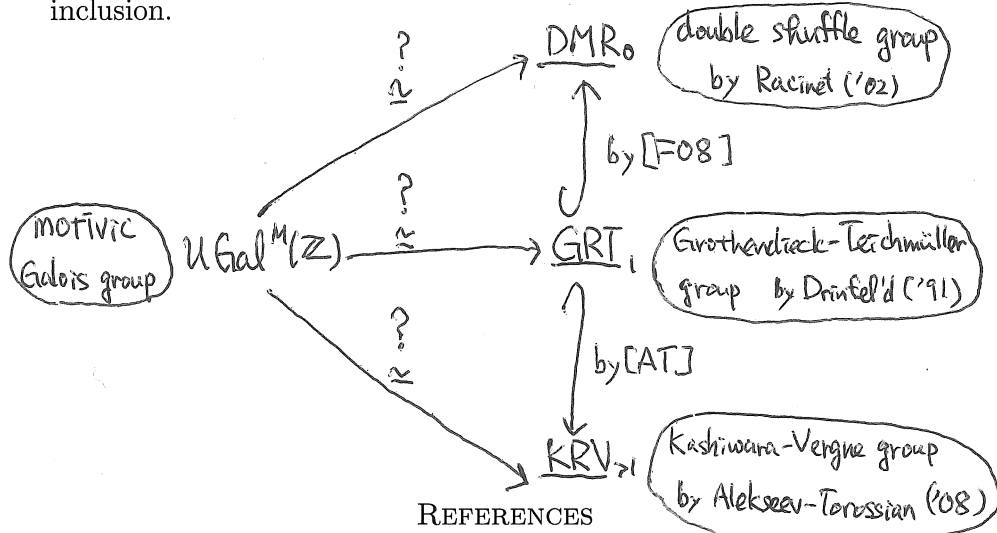 inclusion.
?
≃
DMR₀
double shuffle group
by Racinet ('02)
by [F08]
motivic
Galois group
UGal^M(Z)
?
≃
GRT₁
Grothendieck-Teichmüller
group by Drinfel'd ('91)
?
≃
by [AT]
KRV>1
Kashiwara-Vergne group
by Alekseev-Torossian ('08)
REFERENCES